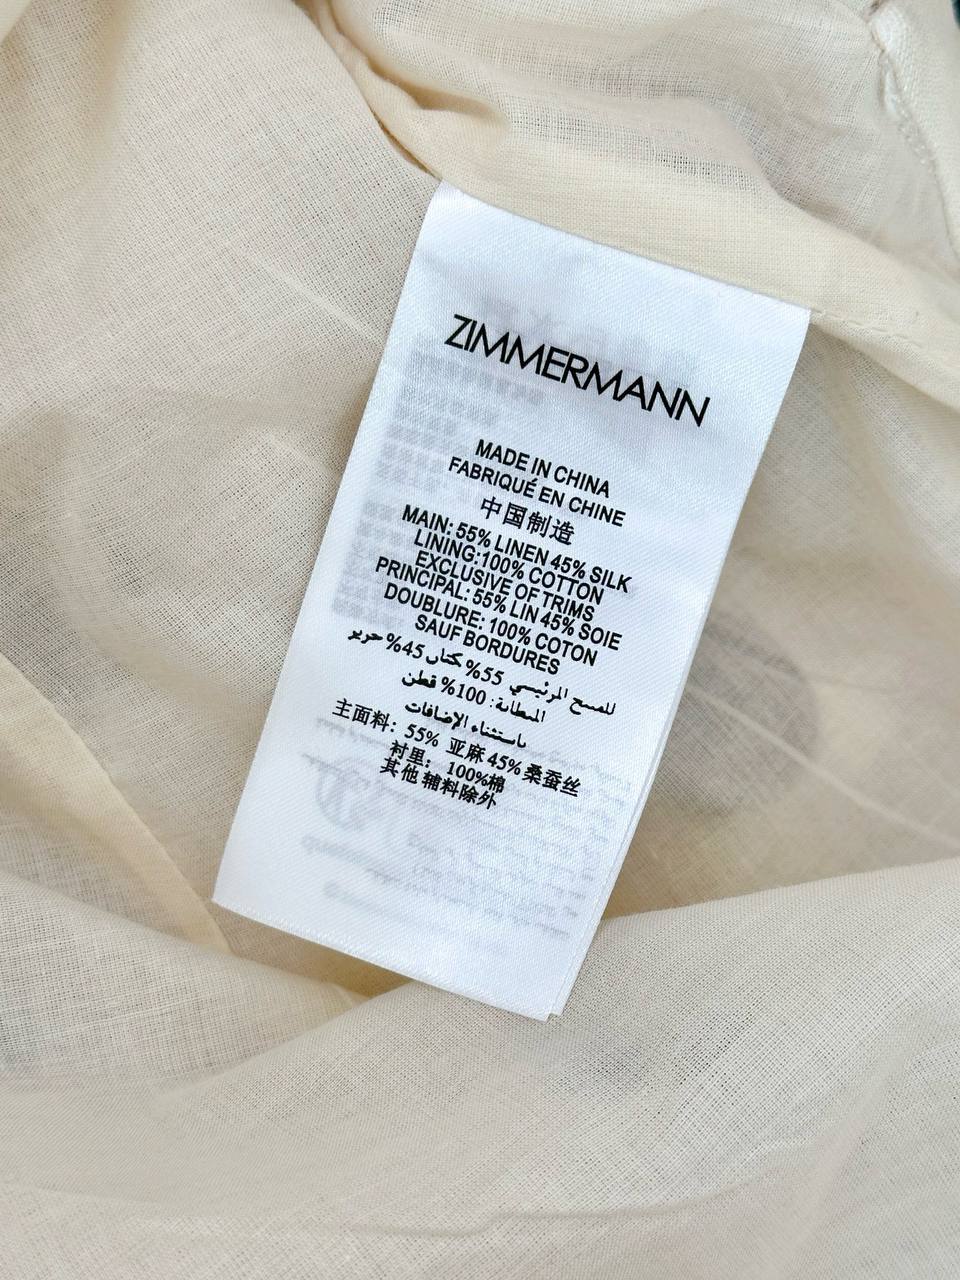 ZIMMERMANN
MADE IN CHINA
FABRIQUÉ EN CHINE
中国制造
MAIN: 55% LINEN 45% SILK
LINING:100% COTTON
EXCLUSIVE OF TRIMS
PRINCIPAL: 55% LIN 45% SOIE
DOUBLURE: 100% COTON
SAUF BORDURES
55% كتان 45% حرير
100% قطن
باستثناء الإضافات
主面料: 55% 亚麻 45% 桑蚕丝
衬里: 100%棉
其他 辅料除外